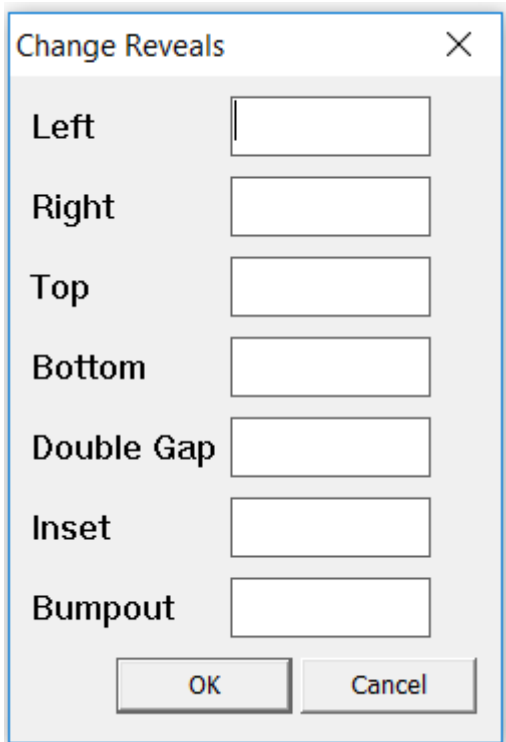 Change Reveals
Left
Right
Top
Bottom
Double Gap
Inset
Bumpout
OK Cancel